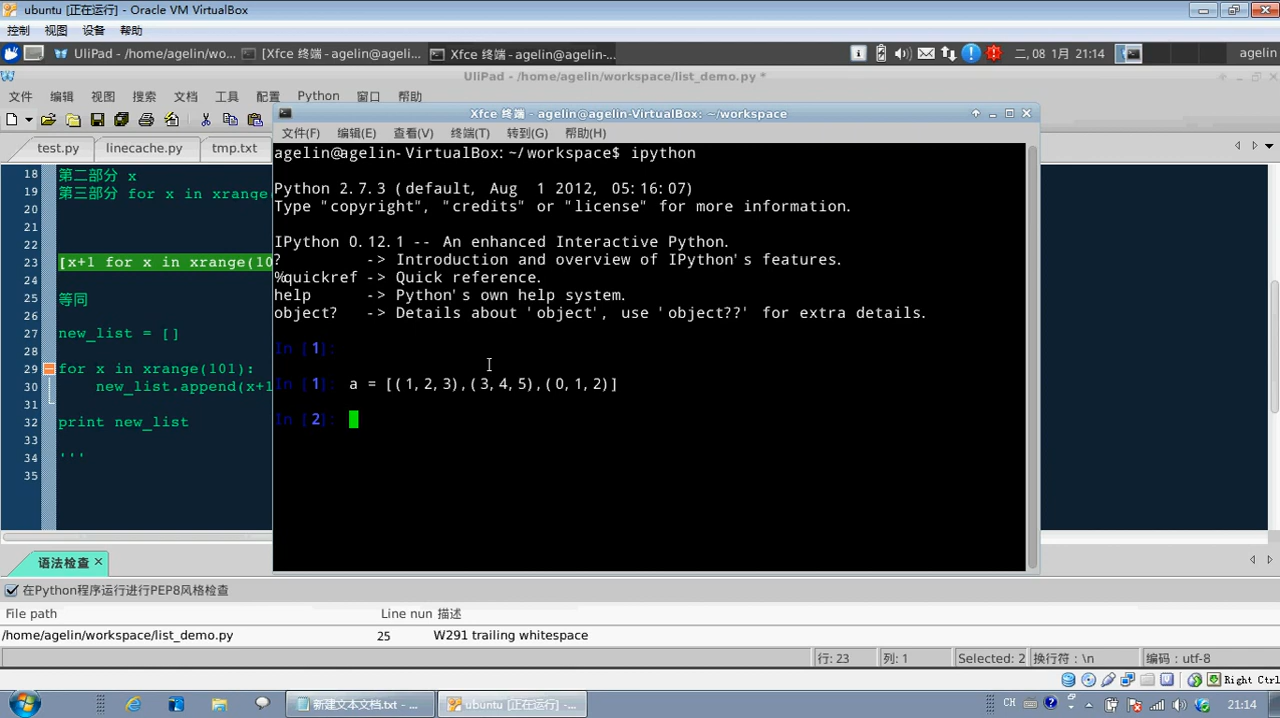 ubuntu [正在运行] - Oracle VM VirtualBox
控制 视图 设备 帮助
UliPad - /home/agelin/wo... [Xfce 终端 - agelin@ageli... Xfce 终端 - agelin@agelin-... 二, 08 1月 21:14 agelin
UliPad - /home/agelin/workspace/list_demo.py *
文件 编辑 视图 搜索 文档 工具 配置 Python 窗口 帮助
Xfce 终端 - agelin@agelin-VirtualBox: ~/workspace
文件(F) 编辑(E) 查看(V) 终端(T) 转到(G) 帮助(H)
test.py linecache.py tmp.txt
18 第二部分 x
19 第三部分 for x in xrange(
20
21
22
23 [x+1 for x in xrange(10
24
25 等同
26
27 new_list = []
28
29 for x in xrange(101):
30 new_list.append(x+1
31
32 print new_list
33
34 '''
35
agelin@agelin-VirtualBox:~/workspace$ ipython
Python 2.7.3 (default, Aug 1 2012, 05:16:07)
Type "copyright", "credits" or "license" for more information.
IPython 0.12.1 -- An enhanced Interactive Python.
? -> Introduction and overview of IPython's features.
%quickref -> Quick reference.
help -> Python's own help system.
object? -> Details about 'object', use 'object??' for extra details.
In [1]:
In [1]: a = [(1,2,3),(3,4,5),(0,1,2)]
In [2]:
语法检查
在Python程序运行进行PEP8风格检查
File path Line nun 描述
/home/agelin/workspace/list_demo.py 25 W291 trailing whitespace
行: 23 列: 1 Selected: 2 换行符：\n 编码：utf-8
Right Ctrl
新建文本文档.txt - ... ubuntu [正在运行] -... CH 21:14